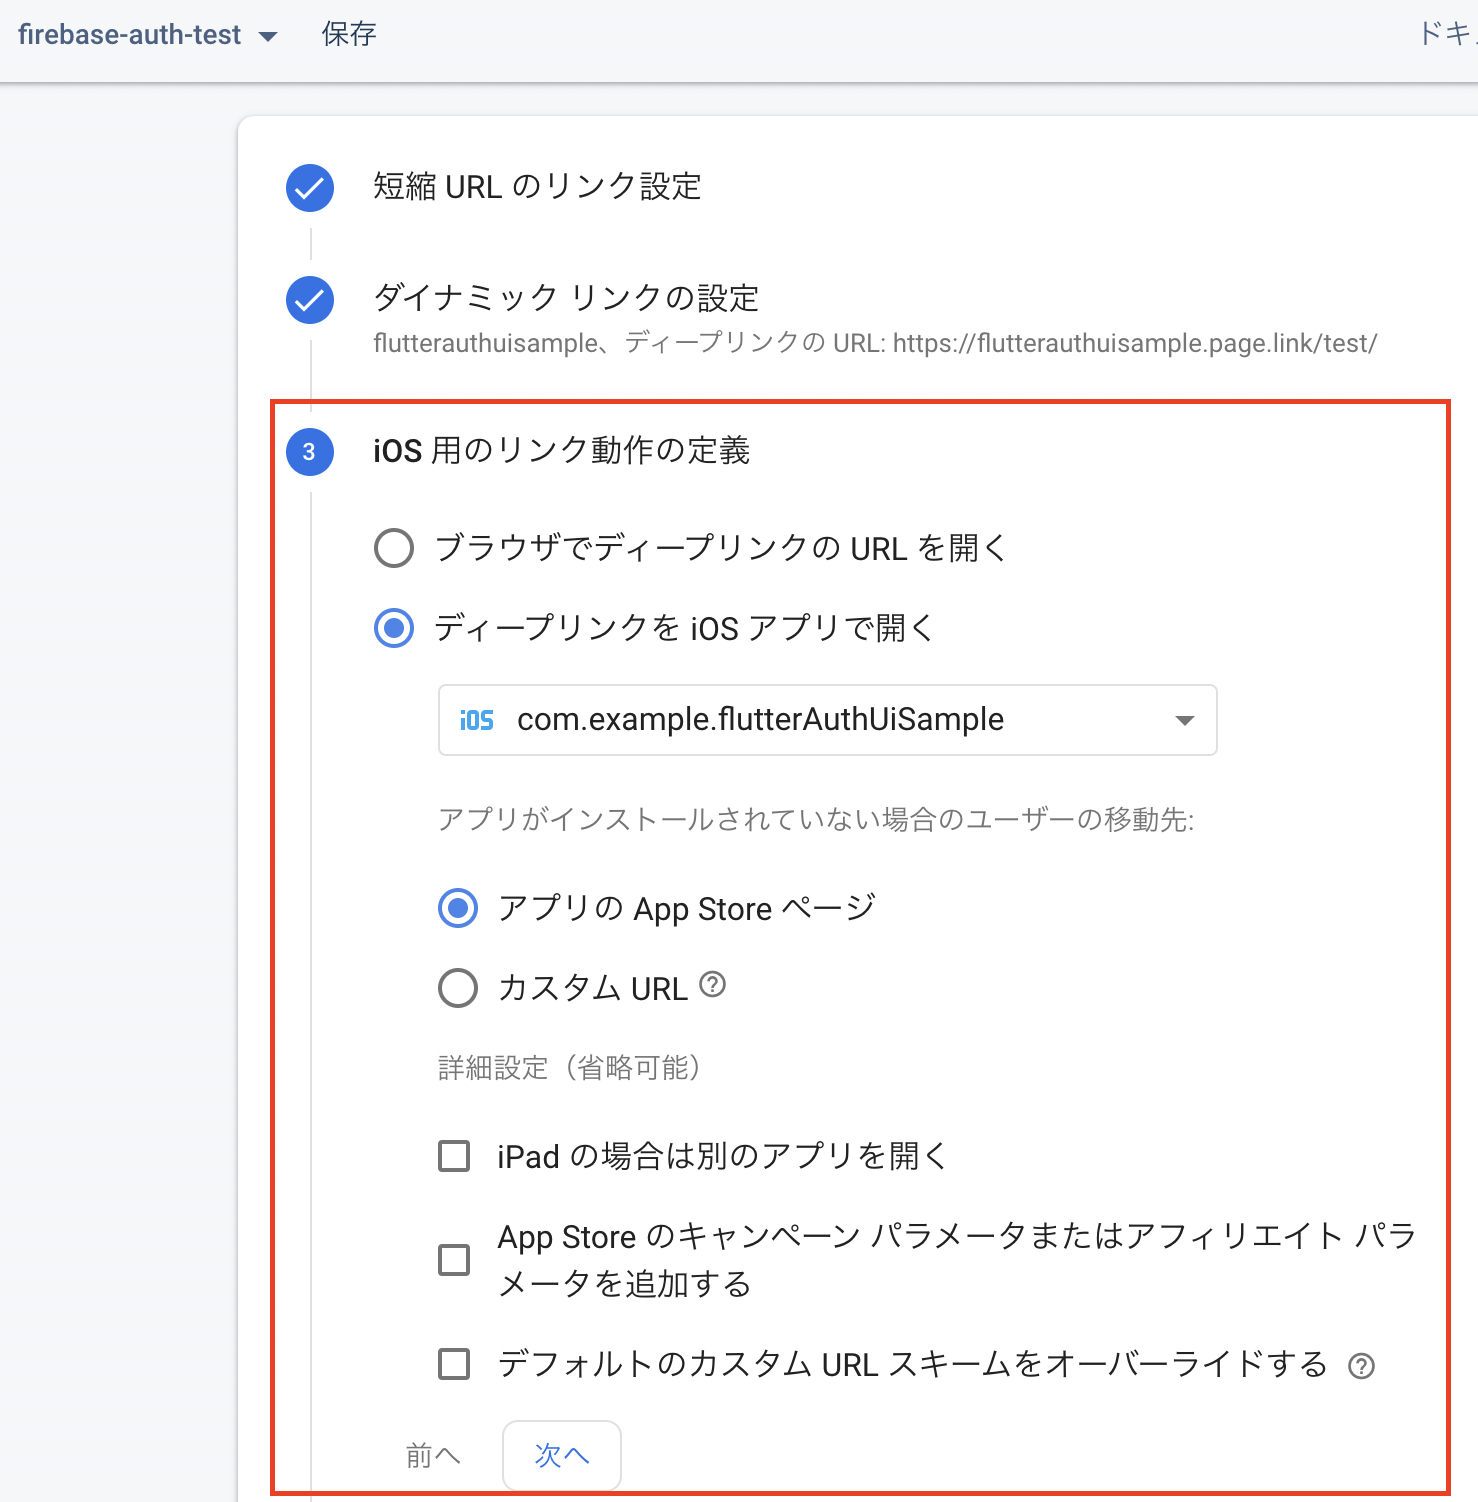 firebase-auth-test 保存 ドキ
短縮 URL のリンク設定
ダイナミック リンクの設定
flutterauthuisample、ディープリンクの URL: https://flutterauthuisample.page.link/test/
3 iOS 用のリンク動作の定義
ブラウザでディープリンクの URL を開く
ディープリンクを iOS アプリで開く
iOS com.example.flutterAuthUiSample
アプリがインストールされていない場合のユーザーの移動先:
アプリの App Store ページ
カスタム URL ?
詳細設定（省略可能）
iPad の場合は別のアプリを開く
App Store のキャンペーン パラメータまたはアフィリエイト パラ
メータを追加する
デフォルトのカスタム URL スキームをオーバーライドする ?
前へ 次へ